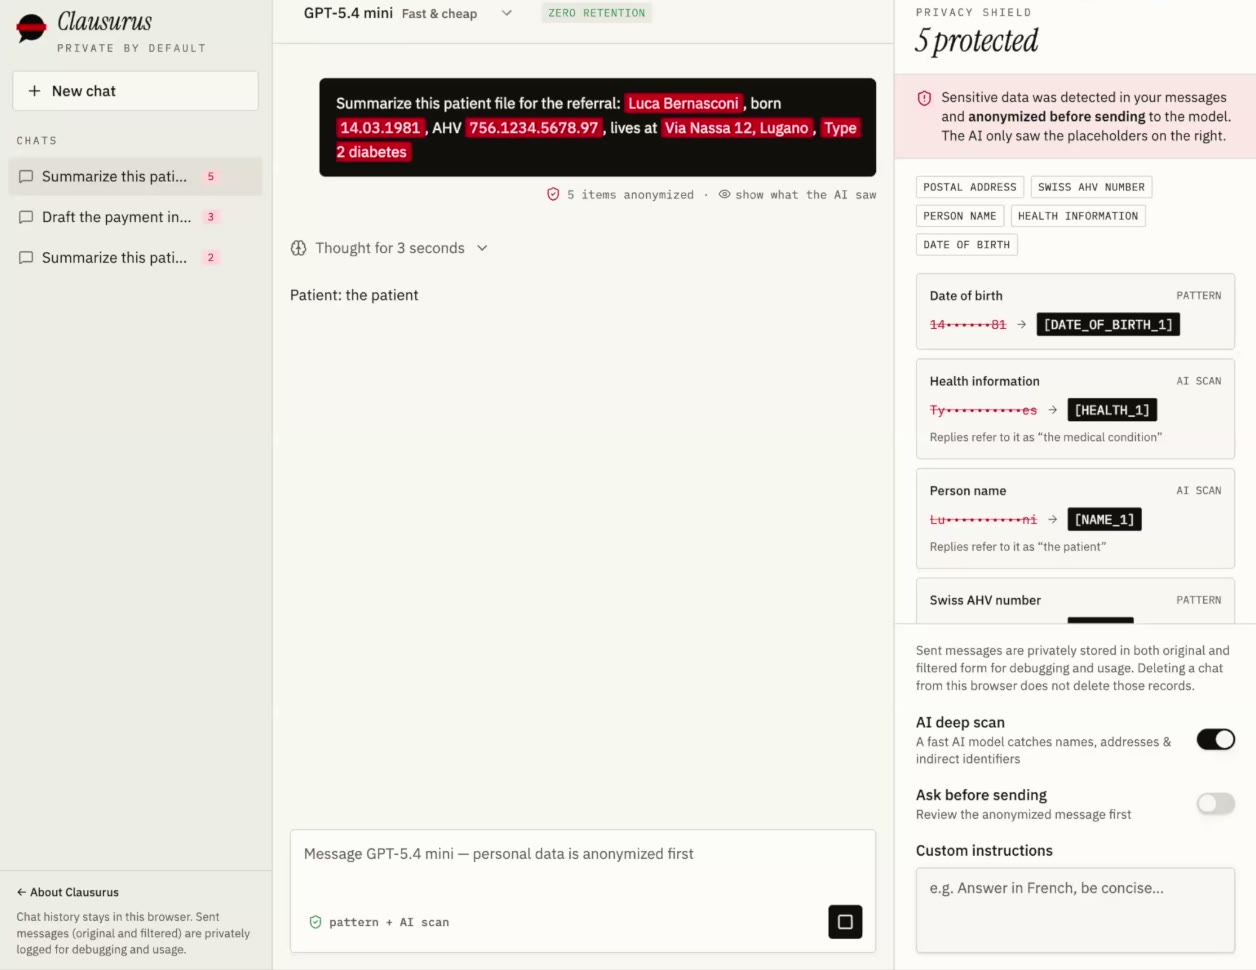 Clausurus
PRIVATE BY DEFAULT
+ New chat
CHATS
Summarize this pati... 5
Draft the payment in... 3
Summarize this pati... 2
← About Clausurus
Chat history stays in this browser. Sent
messages (original and filtered) are privately
logged for debugging and usage.
GPT-5.4 mini Fast & cheap
ZERO RETENTION
Summarize this patient file for the referral: Luca Bernasconi, born
14.03.1981, AHV 756.1234.5678.97, lives at Via Nassa 12, Lugano, Type
2 diabetes
5 items anonymized · show what the AI saw
Thought for 3 seconds
Patient: the patient
Message GPT-5.4 mini — personal data is anonymized first
pattern + AI scan
PRIVACY SHIELD
5 protected
Sensitive data was detected in your messages
and anonymized before sending to the model.
The AI only saw the placeholders on the right.
POSTAL ADDRESS SWISS AHV NUMBER
PERSON NAME HEALTH INFORMATION
DATE OF BIRTH
Date of birth PATTERN
14••••••81 → [DATE_OF_BIRTH_1]
Health information AI SCAN
Ty••••••••••es → [HEALTH_1]
Replies refer to it as “the medical condition”
Person name AI SCAN
Lu••••••••••ni → [NAME_1]
Replies refer to it as “the patient”
Swiss AHV number PATTERN
Sent messages are privately stored in both original and
filtered form for debugging and usage. Deleting a chat
from this browser does not delete those records.
AI deep scan
A fast AI model catches names, addresses &
indirect identifiers
Ask before sending
Review the anonymized message first
Custom instructions
e.g. Answer in French, be concise...